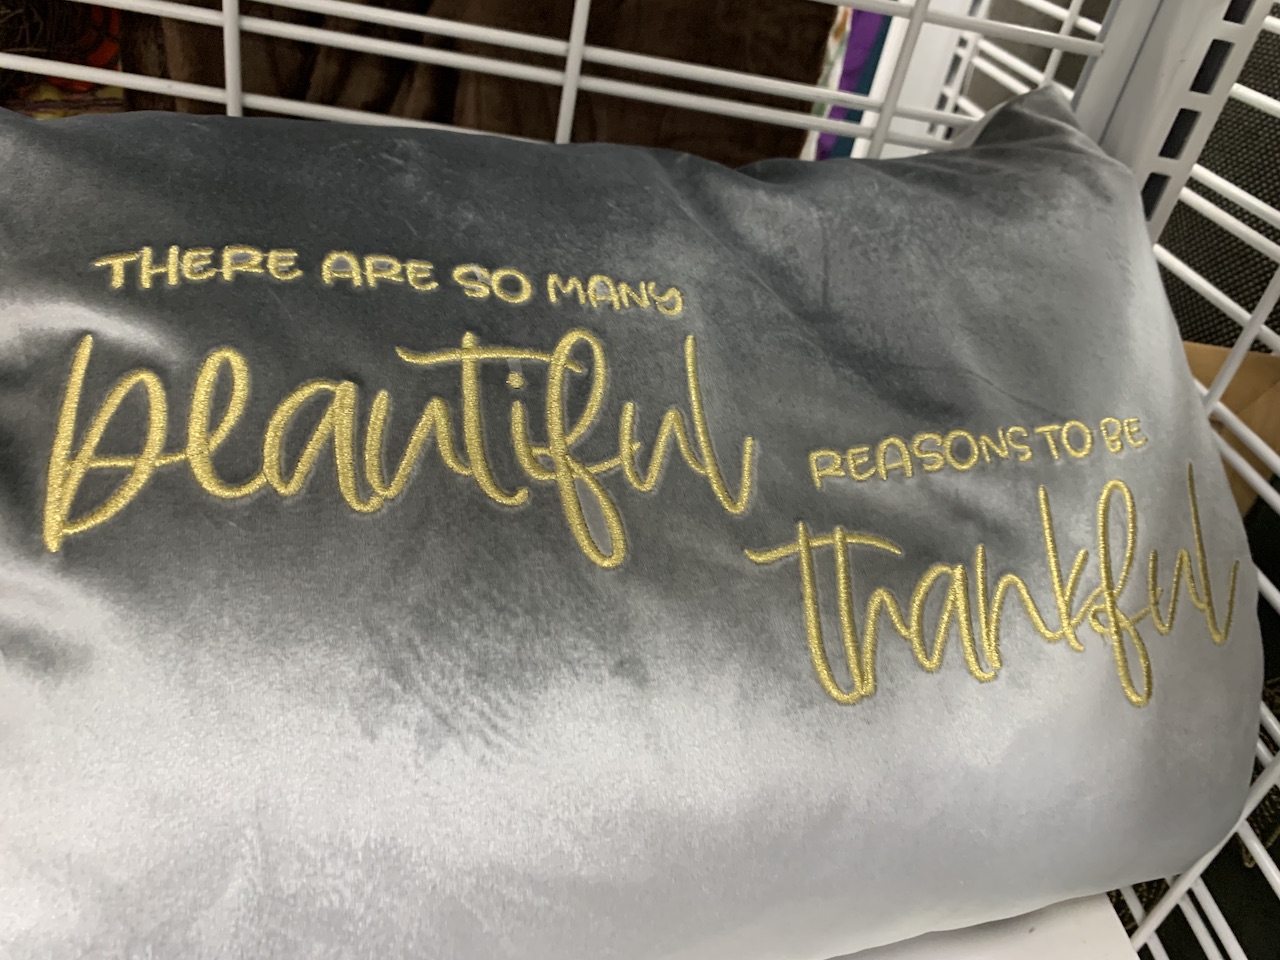 THERE ARE SO MANY
beautiful
REASONS TO BE
thankful